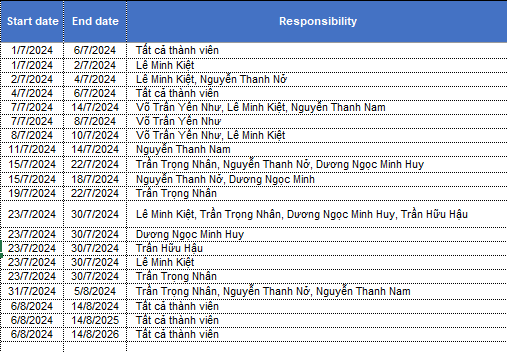 Start date End date Responsibility
1/7/2024 6/7/2024 Tất cả thành viên
1/7/2024 2/7/2024 Lê Minh Kiệt
2/7/2024 4/7/2024 Lê Minh Kiệt, Nguyễn Thanh Nở
4/7/2024 6/7/2024 Tất cả thành viên
7/7/2024 14/7/2024 Võ Trần Yến Như, Lê Minh Kiệt, Nguyễn Thanh Nam
7/7/2024 8/7/2024 Võ Trần Yến Như
8/7/2024 10/7/2024 Võ Trần Yến Như, Lê Minh Kiệt
11/7/2024 14/7/2024 Nguyễn Thanh Nam
15/7/2024 22/7/2024 Trần Trọng Nhân, Nguyễn Thanh Nở, Dương Ngọc Minh Huy
15/7/2024 18/7/2024 Nguyễn Thanh Nở, Dương Ngọc Minh
19/7/2024 22/7/2024 Trần Trọng Nhân
23/7/2024 30/7/2024 Lê Minh Kiệt, Trần Trọng Nhân, Dương Ngọc Minh Huy, Trần Hữu Hậu
23/7/2024 30/7/2024 Dương Ngọc Minh Huy
23/7/2024 30/7/2024 Trần Hữu Hậu
23/7/2024 30/7/2024 Lê Minh Kiệt
23/7/2024 30/7/2024 Trần Trọng Nhân
31/7/2024 5/8/2024 Trần Trọng Nhân, Nguyễn Thanh Nở, Nguyễn Thanh Nam
6/8/2024 14/8/2024 Tất cả thành viên
6/8/2024 14/8/2025 Tất cả thành viên
6/8/2024 14/8/2026 Tất cả thành viên